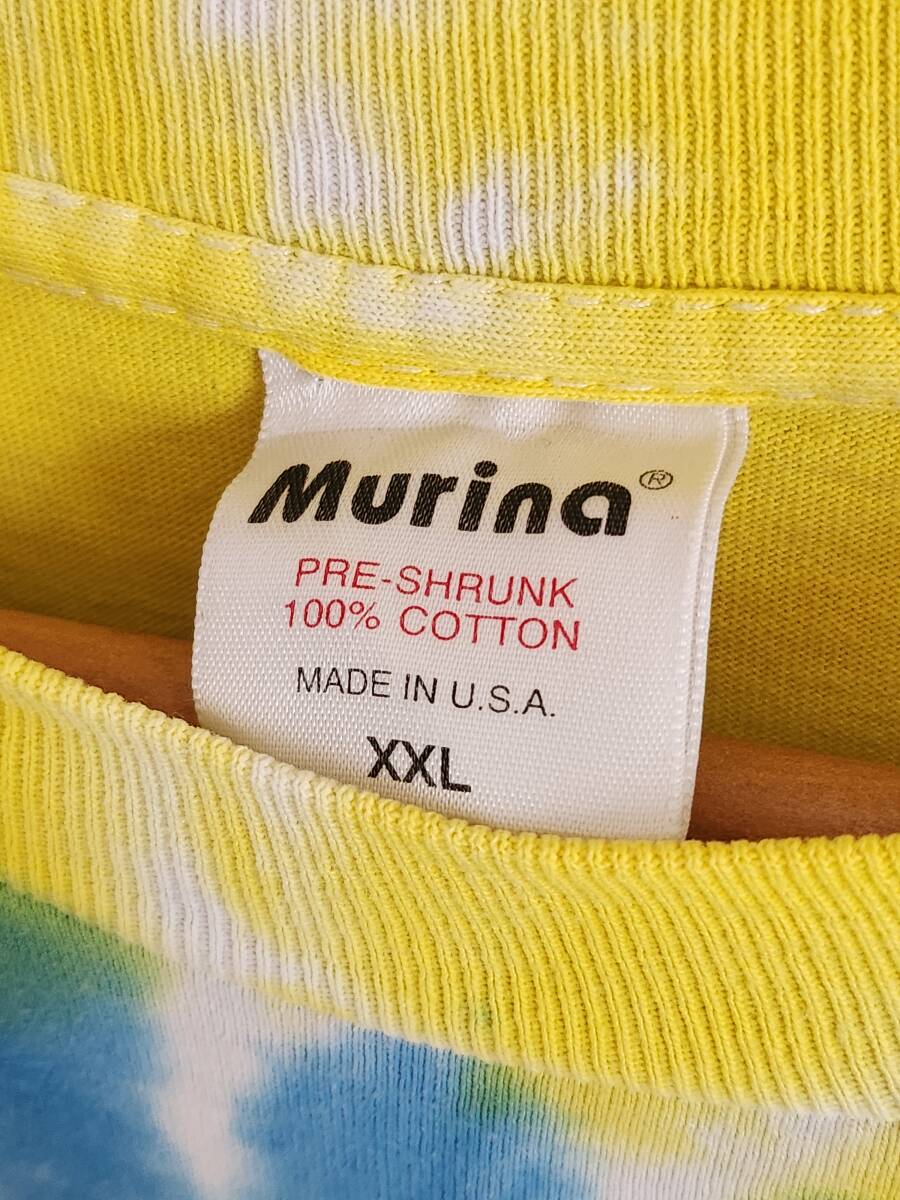 Murina®
PRE-SHRUNK
100% COTTON
MADE IN U.S.A.
XXL